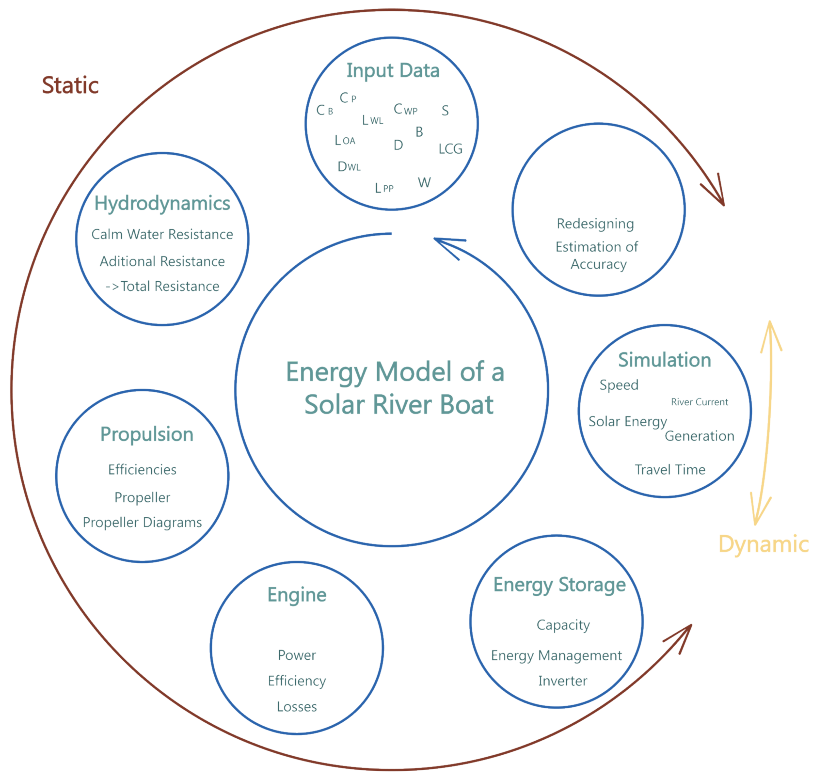 Static
Input Data
C P
C B
C WP
S
L WL
B
L OA
D
LCG
D WL
L PP
W
Redesigning
Estimation of
Accuracy
Hydrodynamics
Calm Water Resistance
Aditional Resistance
->Total Resistance
Energy Model of a
Solar River Boat
Simulation
Speed
River Current
Solar Energy
Generation
Travel Time
Dynamic
Propulsion
Efficiencies
Propeller
Propeller Diagrams
Engine
Power
Efficiency
Losses
Energy Storage
Capacity
Energy Management
Inverter